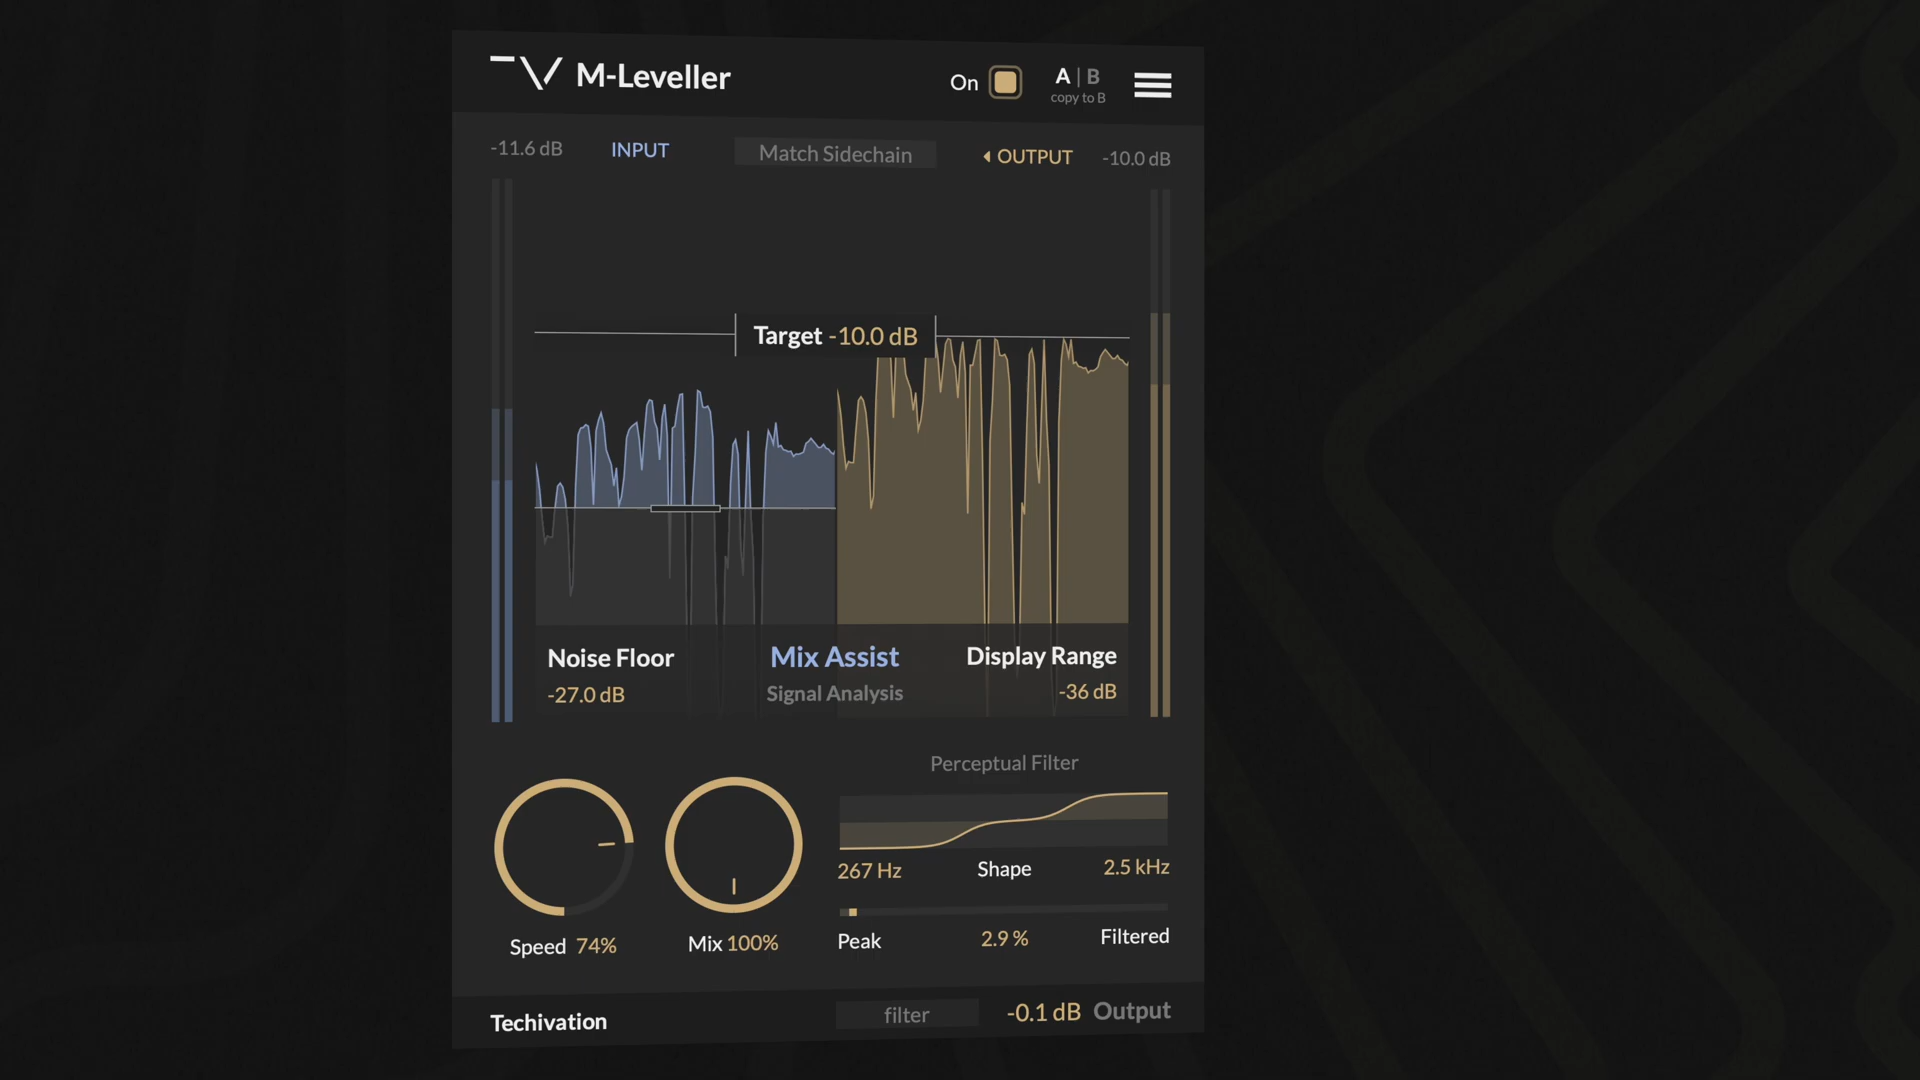 M-Leveller
On
A | B
copy to B
-11.6 dB
INPUT
Match Sidechain
OUTPUT
-10.0 dB
Target -10.0 dB
Noise Floor
-27.0 dB
Mix Assist
Signal Analysis
Display Range
-36 dB
Perceptual Filter
267 Hz
Shape
2.5 kHz
Peak
2.9 %
Filtered
Speed 74%
Mix 100%
Techivation
filter
-0.1 dB Output